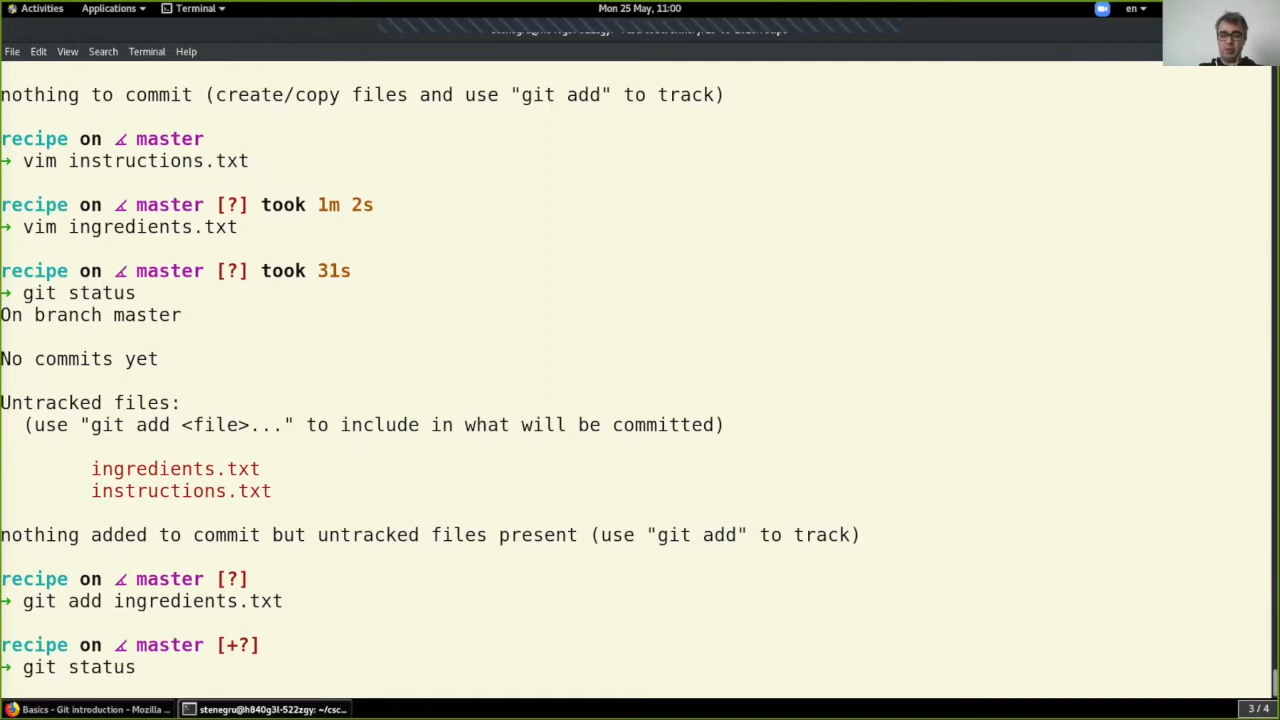 Activities Applications Terminal Mon 25 May, 11:00 en
File Edit View Search Terminal Help
nothing to commit (create/copy files and use "git add" to track)
recipe on master
→ vim instructions.txt
recipe on master [?] took 1m 2s
→ vim ingredients.txt
recipe on master [?] took 31s
→ git status
On branch master
No commits yet
Untracked files:
(use "git add <file>..." to include in what will be committed)
ingredients.txt
instructions.txt
nothing added to commit but untracked files present (use "git add" to track)
recipe on master [?]
→ git add ingredients.txt
recipe on master [+?]
→ git status
Basics - Git introduction - Mozilla ... stenegru@h840g3l-522zgy: ~/csc... 3 / 4